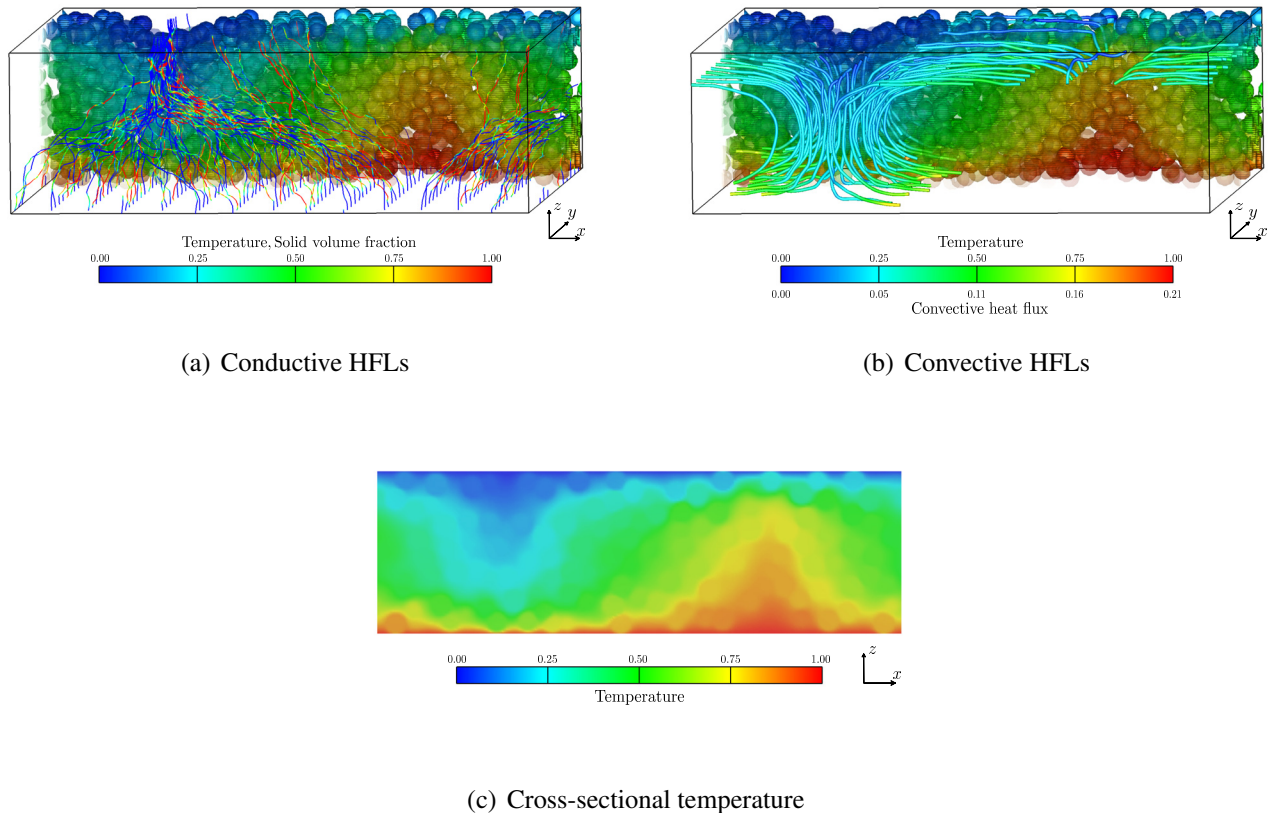 z
y
x
Temperature, Solid volume fraction
0.00 0.25 0.50 0.75 1.00
(a) Conductive HFLs
z
y
x
Temperature
0.00 0.25 0.50 0.75 1.00
0.00 0.05 0.11 0.16 0.21
Convective heat flux
(b) Convective HFLs
z
x
0.00 0.25 0.50 0.75 1.00
Temperature
(c) Cross-sectional temperature